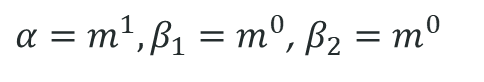 α = m¹, β₁ = m⁰, β₂ = m⁰